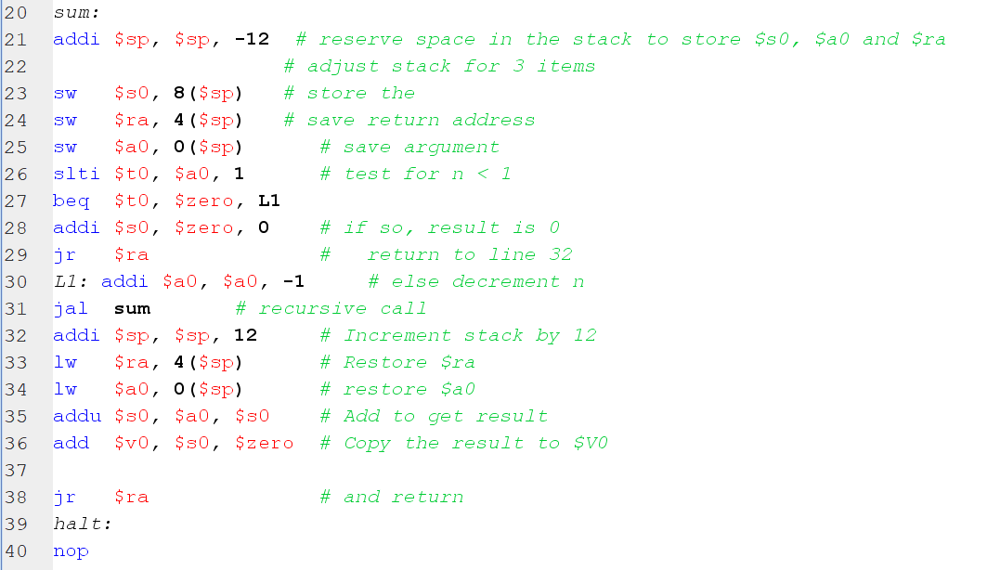 20 sum:
21 addi $sp, $sp, -12 # reserve space in the stack to store $s0, $a0 and $ra
22 # adjust stack for 3 items
23 sw $s0, 8($sp) # store the
24 sw $ra, 4($sp) # save return address
25 sw $a0, 0($sp) # save argument
26 slti $t0, $a0, 1 # test for n < 1
27 beq $t0, $zero, L1
28 addi $s0, $zero, 0 # if so, result is 0
29 jr $ra # return to line 32
30 L1: addi $a0, $a0, -1 # else decrement n
31 jal sum # recursive call
32 addi $sp, $sp, 12 # Increment stack by 12
33 lw $ra, 4($sp) # Restore $ra
34 lw $a0, 0($sp) # restore $a0
35 addu $s0, $a0, $s0 # Add to get result
36 add $v0, $s0, $zero # Copy the result to $V0
37
38 jr $ra # and return
39 halt:
40 nop